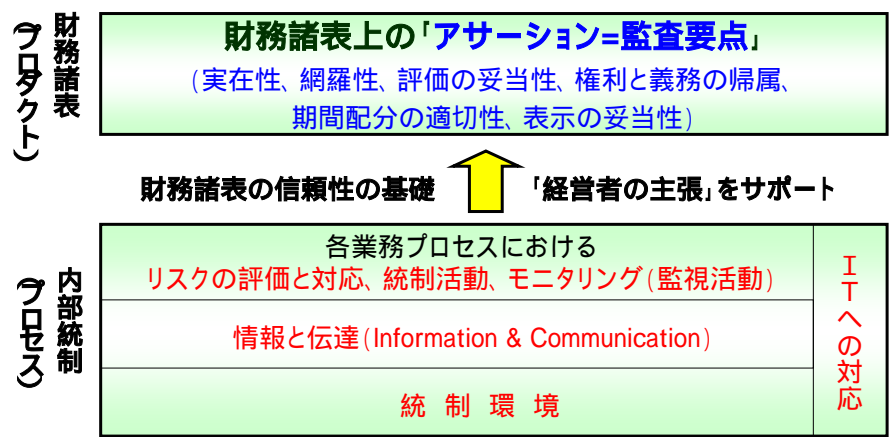 財務諸表
(プロダクト)
財務諸表上の「アサーション=監査要点」
(実在性、網羅性、評価の妥当性、権利と義務の帰属、
期間配分の適切性、表示の妥当性)
財務諸表の信頼性の基礎
「経営者の主張」をサポート
内部統制
(プロセス)
各業務プロセスにおける
リスクの評価と対応、統制活動、モニタリング(監視活動)
情報と伝達(Information & Communication)
統制環境
ITへの対応